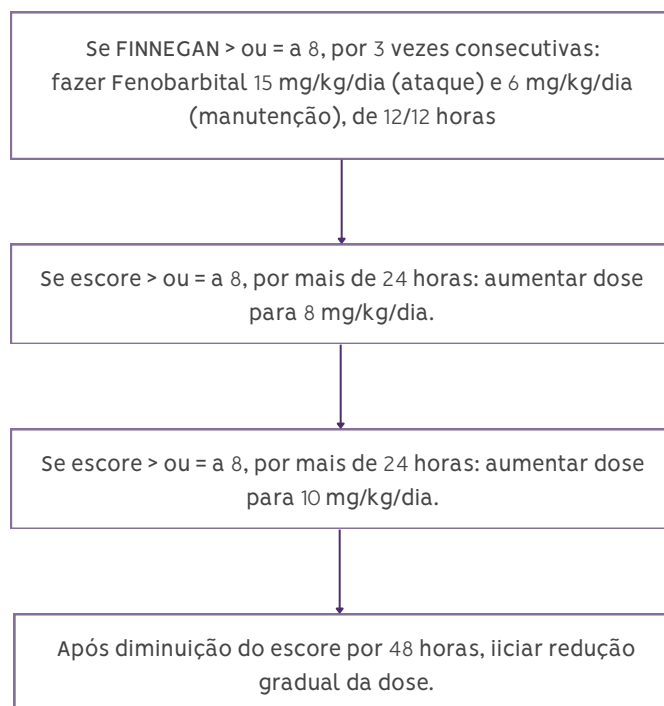 Se FINNEGAN > ou = a 8, por 3 vezes consecutivas:
fazer Fenobarbital 15 mg/kg/dia (ataque) e 6 mg/kg/dia
(manutenção), de 12/12 horas
Se escore > ou = a 8, por mais de 24 horas: aumentar dose
para 8 mg/kg/dia.
Se escore > ou = a 8, por mais de 24 horas: aumentar dose
para 10 mg/kg/dia.
Após diminuição do escore por 48 horas, iiciar redução
gradual da dose.